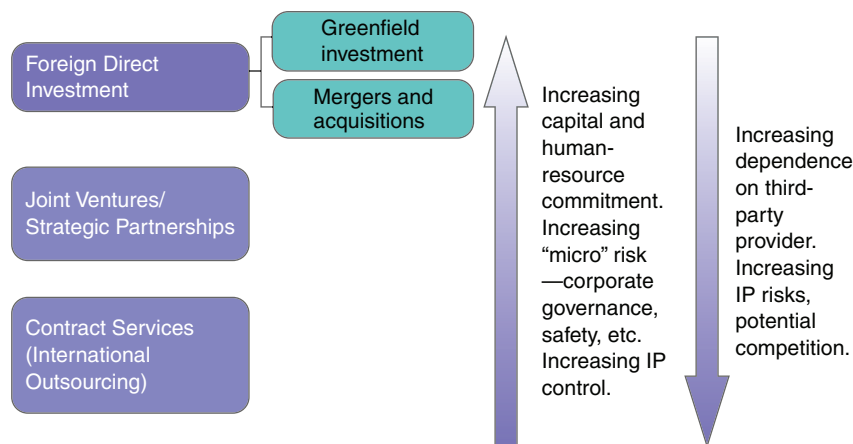 Foreign Direct
Investment
Greenfield
investment
Mergers and
acquisitions
Joint Ventures/
Strategic Partnerships
Contract Services
(International
Outsourcing)
Increasing
capital and
human-
resource
commitment.
Increasing
“micro” risk
—corporate
governance,
safety, etc.
Increasing IP
control.
Increasing
dependence
on third-
party
provider.
Increasing
IP risks,
potential
competition.